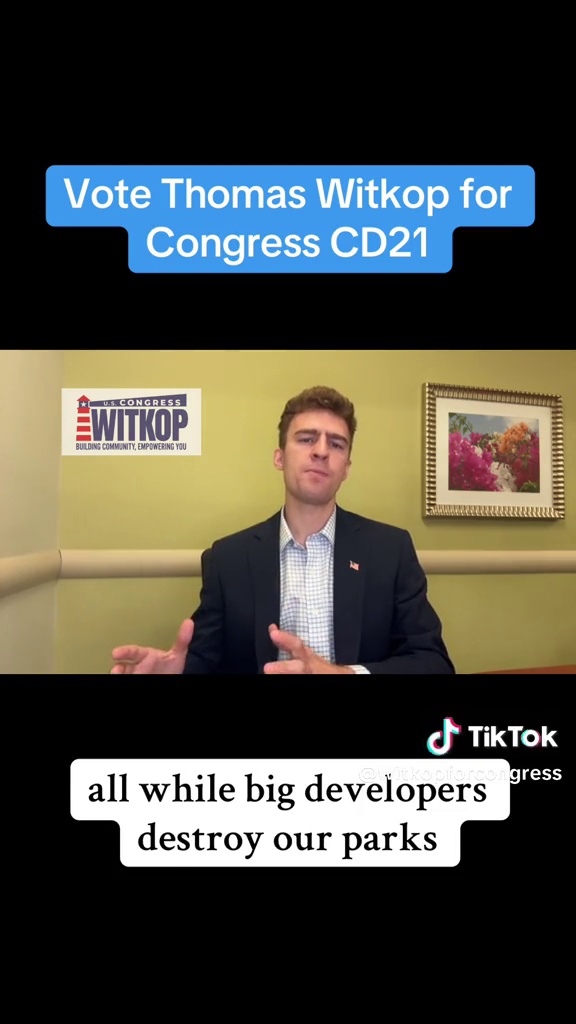 Vote Thomas Witkop for
Congress CD21
U.S. CONGRESS
WITKOP
BUILDING COMMUNITY, EMPOWERING YOU
TikTok
@witkopforcongress
all while big developers
destroy our parks